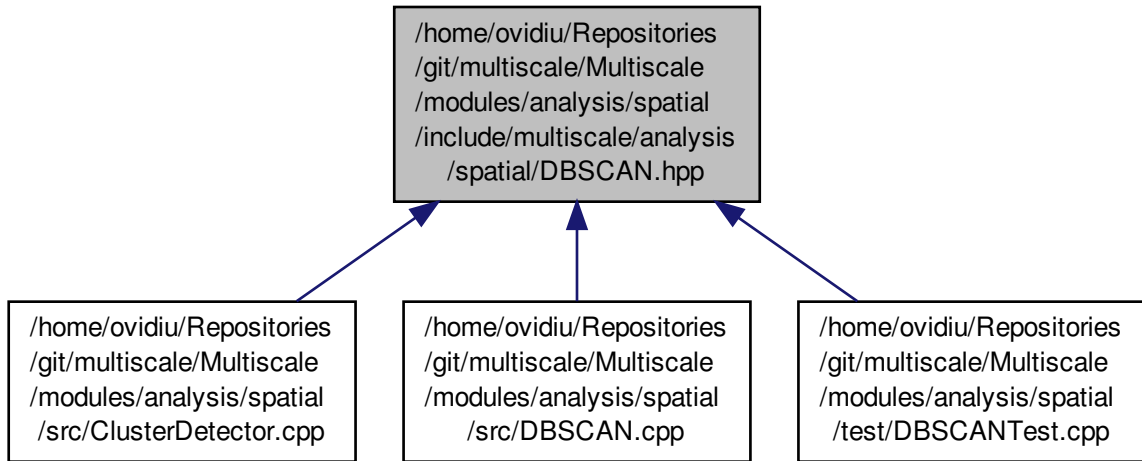 /home/ovidiu/Repositories
/git/multiscale/Multiscale
/modules/analysis/spatial
/include/multiscale/analysis
/spatial/DBSCAN.hpp
/home/ovidiu/Repositories
/git/multiscale/Multiscale
/modules/analysis/spatial
/src/ClusterDetector.cpp
/home/ovidiu/Repositories
/git/multiscale/Multiscale
/modules/analysis/spatial
/src/DBSCAN.cpp
/home/ovidiu/Repositories
/git/multiscale/Multiscale
/modules/analysis/spatial
/test/DBSCANTest.cpp